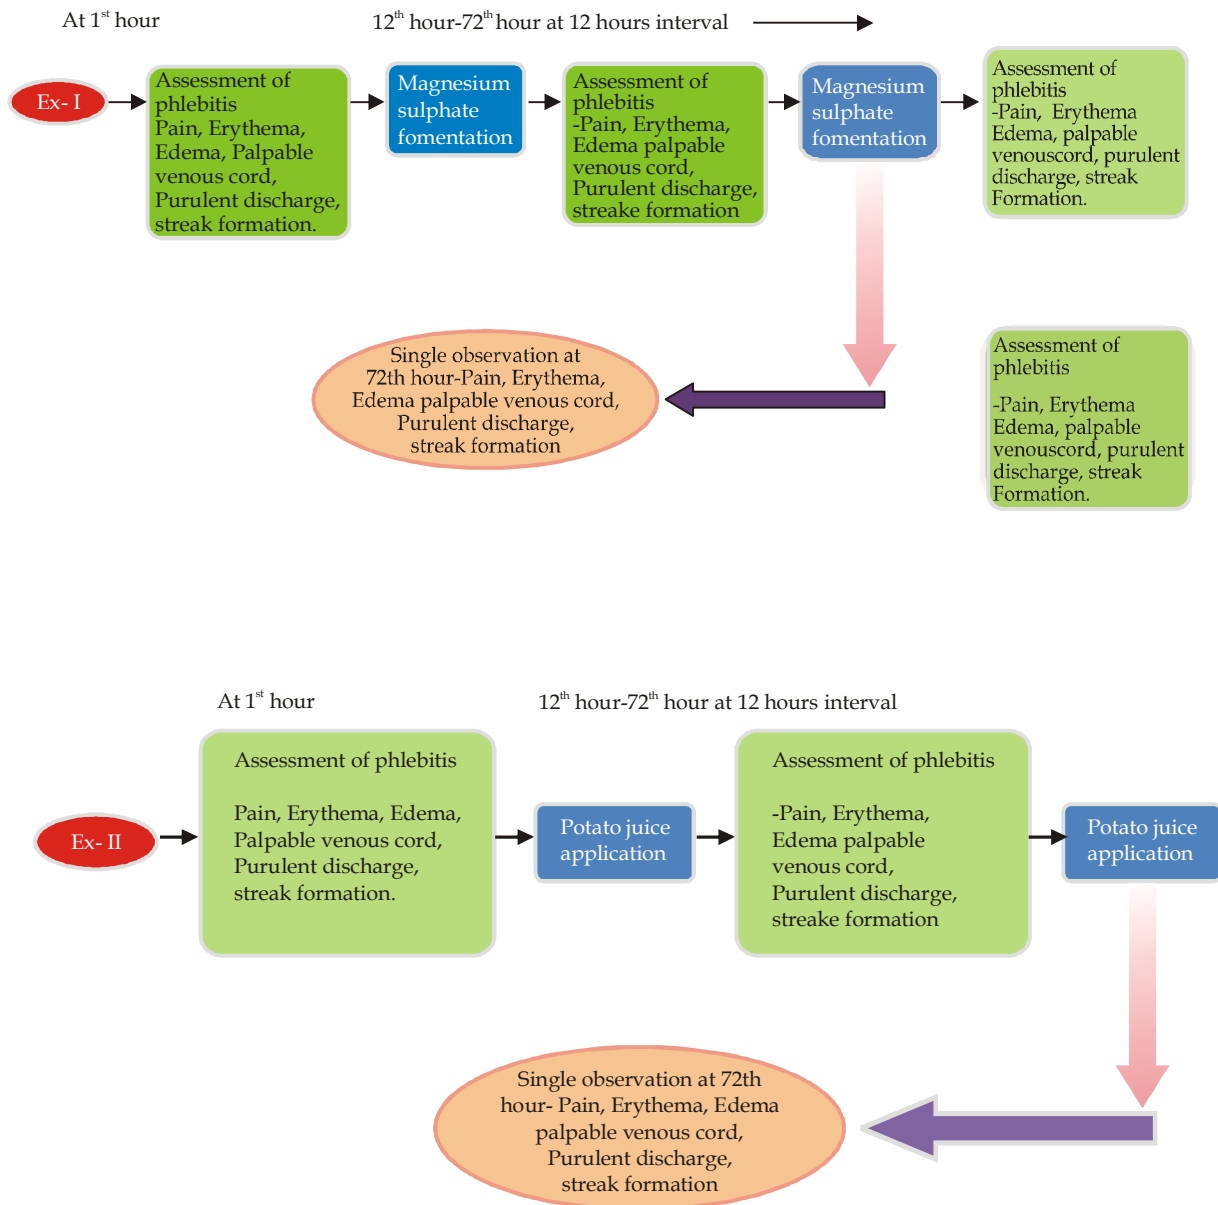 At 1st hour
12th hour-72th hour at 12 hours interval
Ex- I
Assessment of
phlebitis
Pain, Erythema,
Edema, Palpable
venous cord,
Purulent discharge,
streak formation.
Magnesium
sulphate
fomentation
Assessment of
phlebitis
-Pain, Erythema,
Edema palpable
venous cord,
Purulent discharge,
streake formation
Magnesium
sulphate
fomentation
Assessment of
phlebitis
-Pain, Erythema
Edema, palpable
venouscord, purulent
discharge, streak
Formation.
Single observation at
72th hour-Pain, Erythema,
Edema palpable venous cord,
Purulent discharge,
streak formation
Assessment of
phlebitis
-Pain, Erythema
Edema, palpable
venouscord, purulent
discharge, streak
Formation.
At 1st hour
12th hour-72th hour at 12 hours interval
Ex- II
Assessment of phlebitis
Pain, Erythema, Edema,
Palpable venous cord,
Purulent discharge,
streak formation.
Potato juice
application
Assessment of phlebitis
-Pain, Erythema,
Edema palpable
venous cord,
Purulent discharge,
streake formation
Potato juice
application
Single observation at 72th
hour- Pain, Erythema, Edema
palpable venous cord,
Purulent discharge,
streak formation